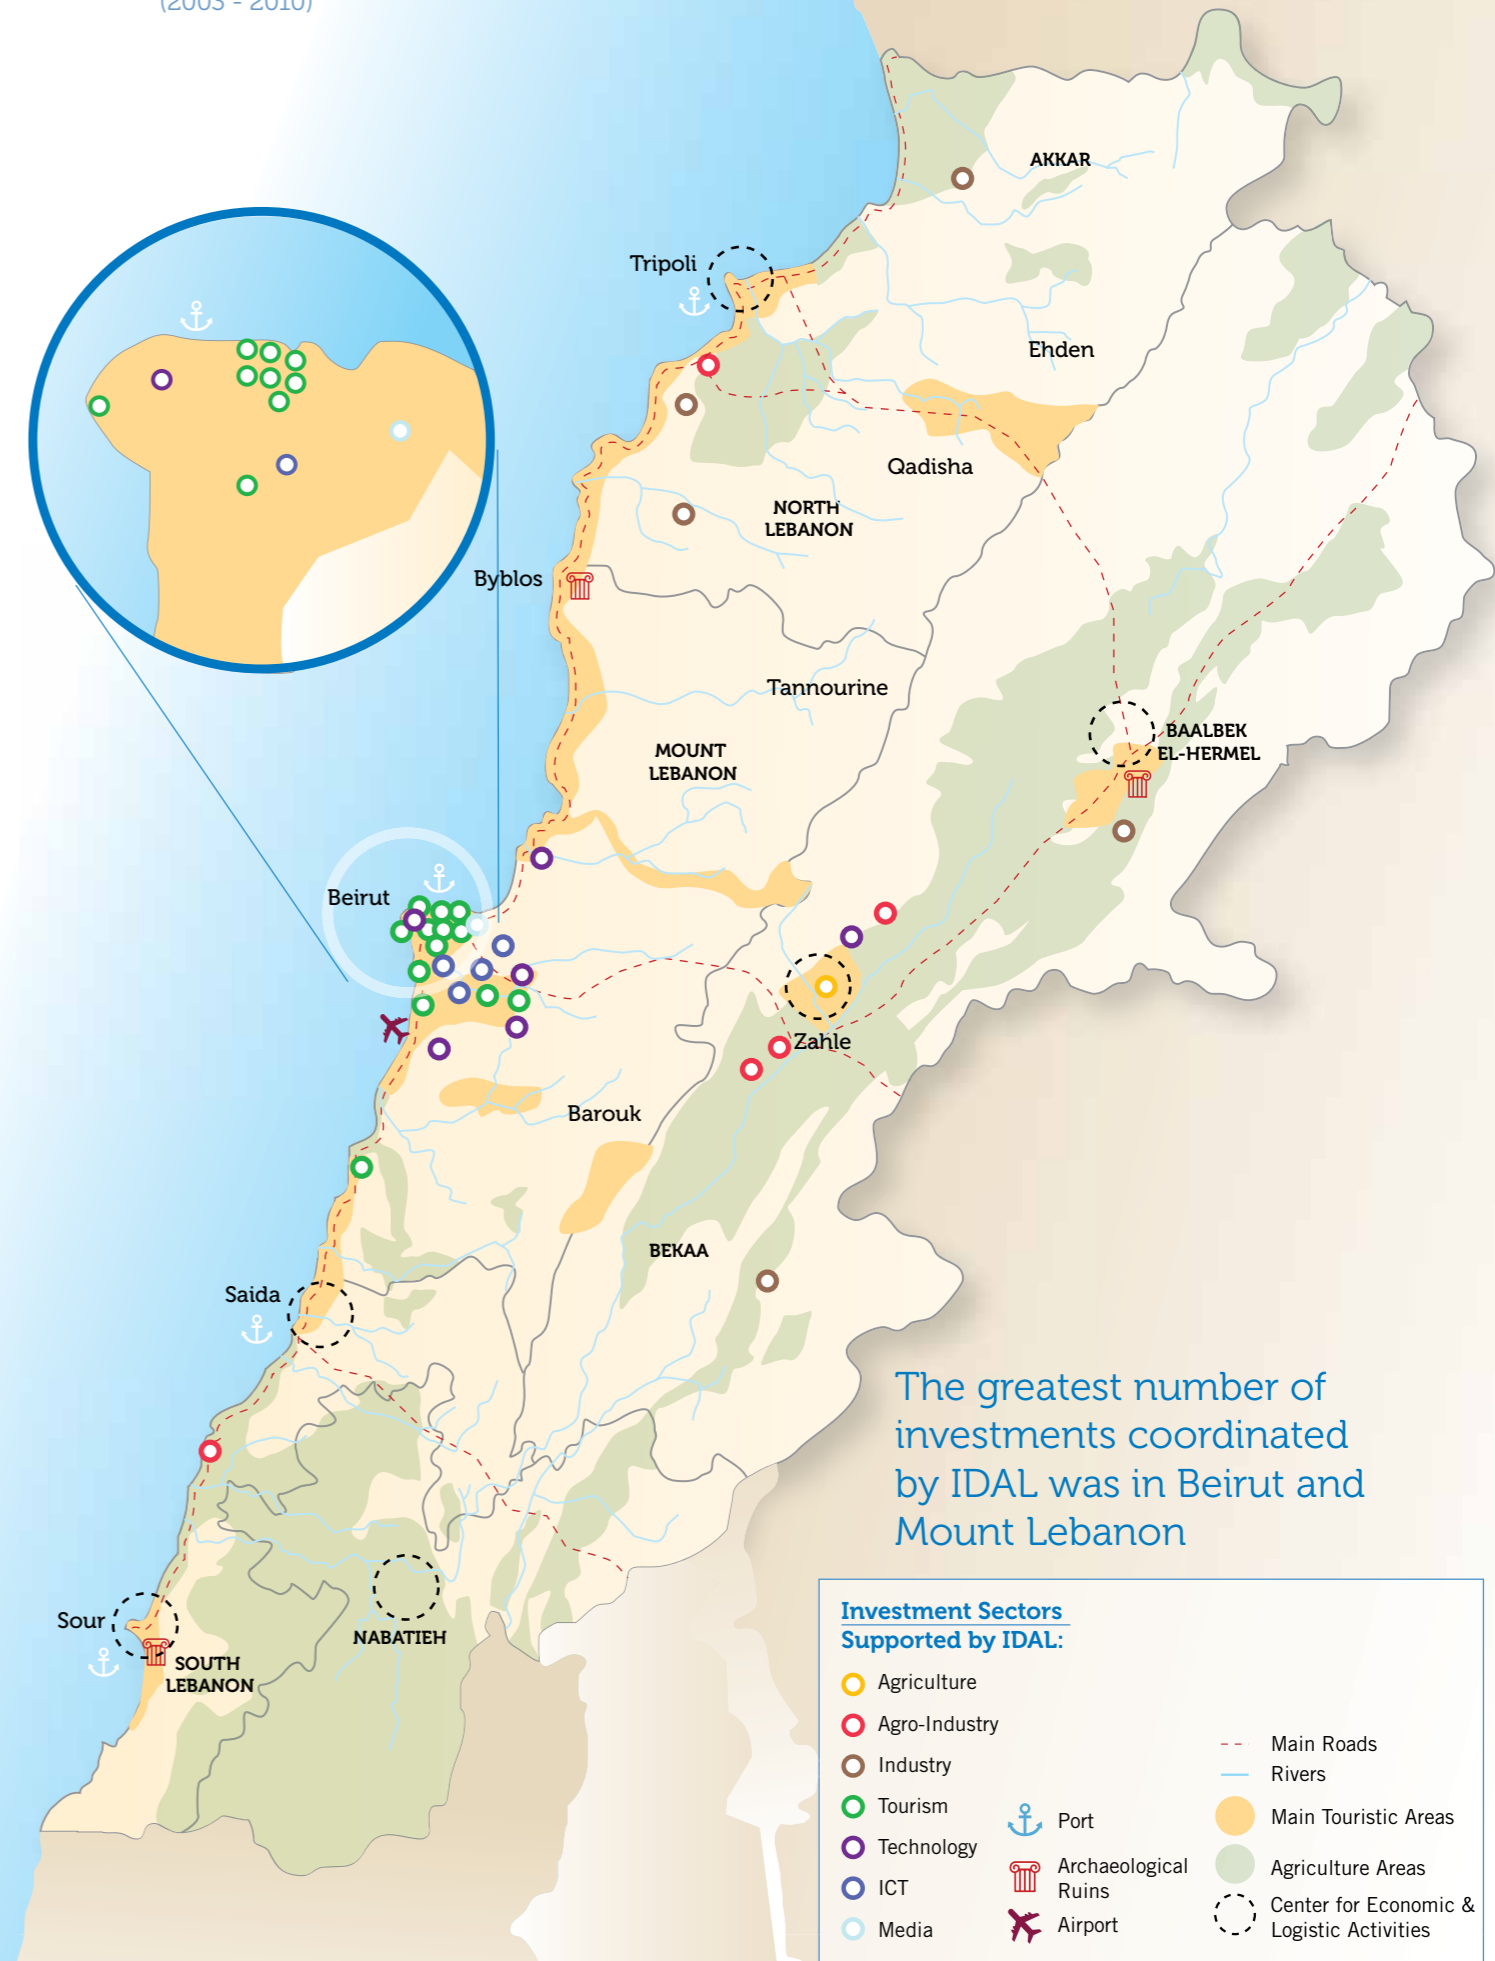 (2003 - 2010)
AKKAR
Tripoli
Ehden
Qadisha
NORTH
LEBANON
Byblos
Tannourine
MOUNT
LEBANON
BAALBEK
EL-HERMEL
Beirut
Zahle
Barouk
BEKAA
Saida
The greatest number of
investments coordinated
by IDAL was in Beirut and
Mount Lebanon
Sour
NABATIEH
SOUTH
LEBANON
Investment Sectors
Supported by IDAL:
Agriculture
Agro-Industry
Industry
Tourism
Technology
ICT
Media
Port
Archaeological
Ruins
Airport
Main Roads
Rivers
Main Touristic Areas
Agriculture Areas
Center for Economic &
Logistic Activities